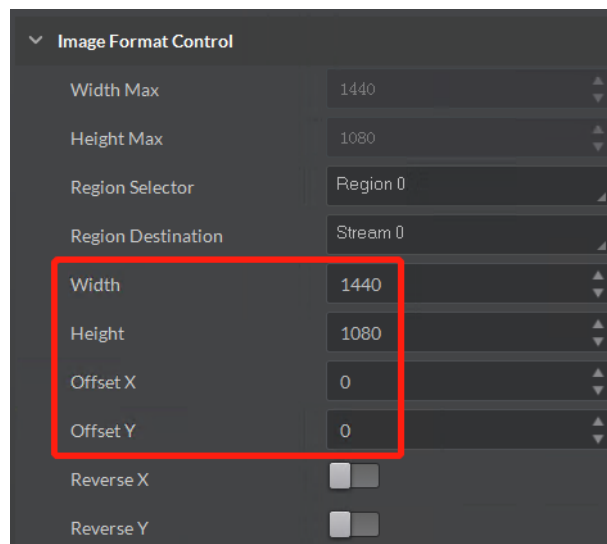 Image Format Control
Width Max 1440
Height Max 1080
Region Selector Region 0
Region Destination Stream 0
Width 1440
Height 1080
Offset X 0
Offset Y 0
Reverse X
Reverse Y